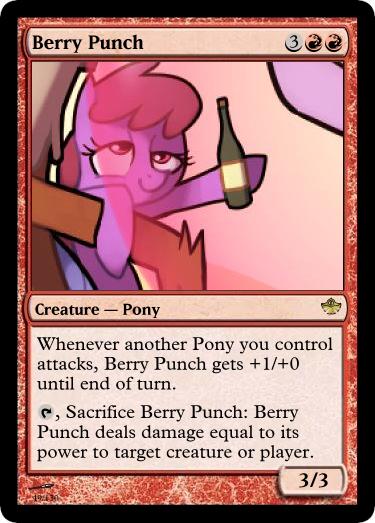 Berry Punch 3
Creature — Pony
Whenever another Pony you control
attacks, Berry Punch gets +1/+0
until end of turn.
, Sacrifice Berry Punch: Berry
Punch deals damage equal to its
power to target creature or player.
3/3